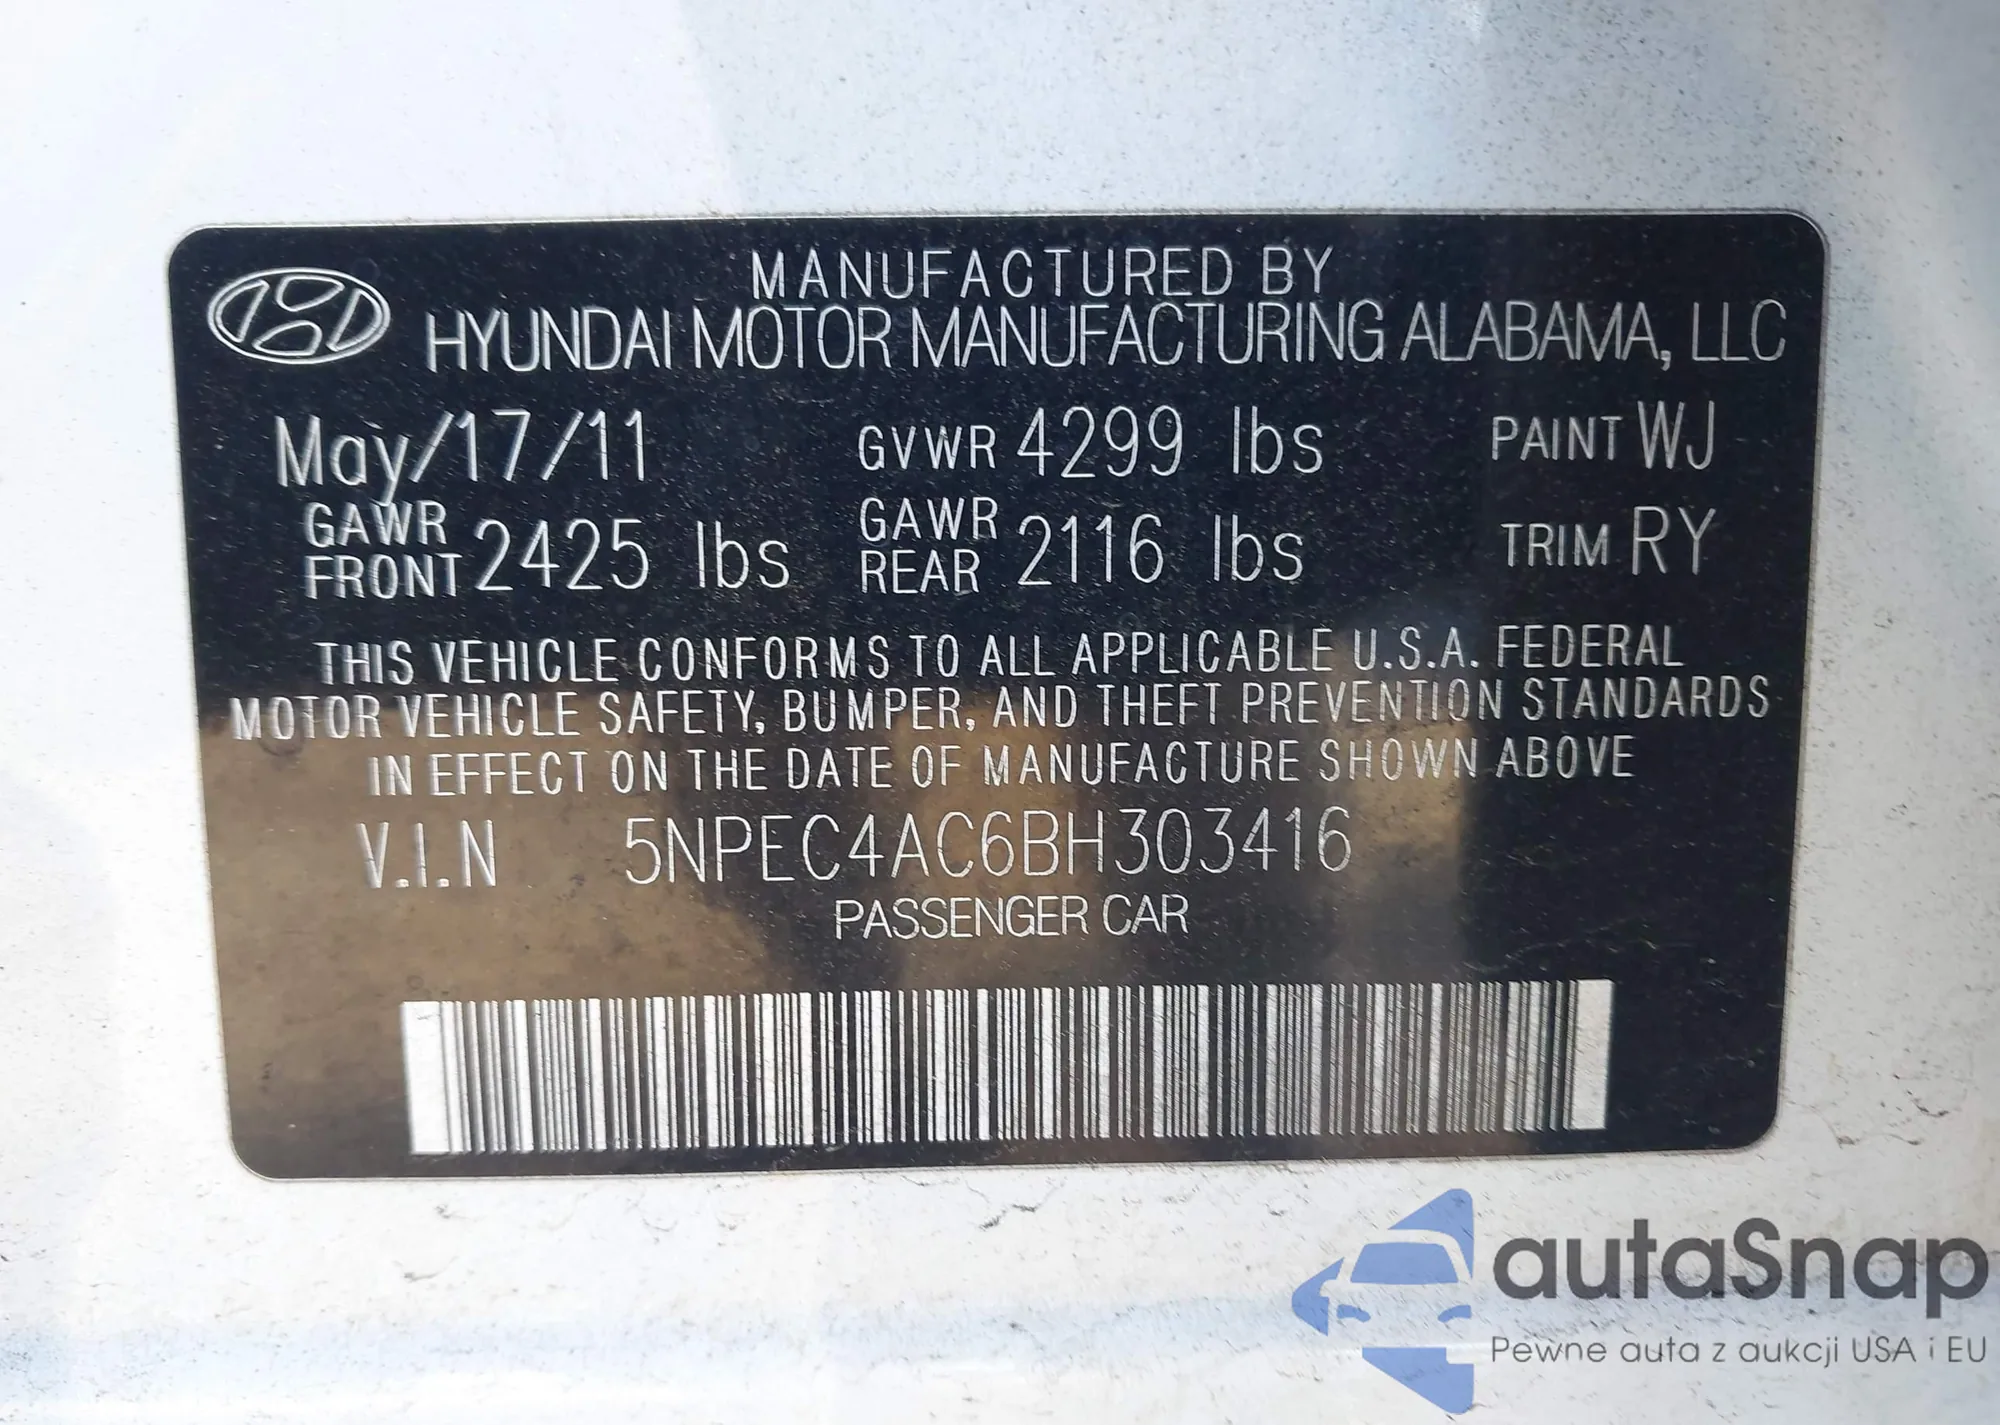 MANUFACTURED BY
HYUNDAI MOTOR MANUFACTURING ALABAMA, LLC
May/17/11 GVWR 4299 lbs PAINT WJ
GAWR FRONT 2425 lbs GAWR REAR 2116 lbs TRIM RY
THIS VEHICLE CONFORMS TO ALL APPLICABLE U.S.A. FEDERAL
MOTOR VEHICLE SAFETY, BUMPER, AND THEFT PREVENTION STANDARDS
IN EFFECT ON THE DATE OF MANUFACTURE SHOWN ABOVE
V.I.N 5NPEC4AC6BH303416
PASSENGER CAR
autaSnap
Pewne auta z aukcji USA i EU